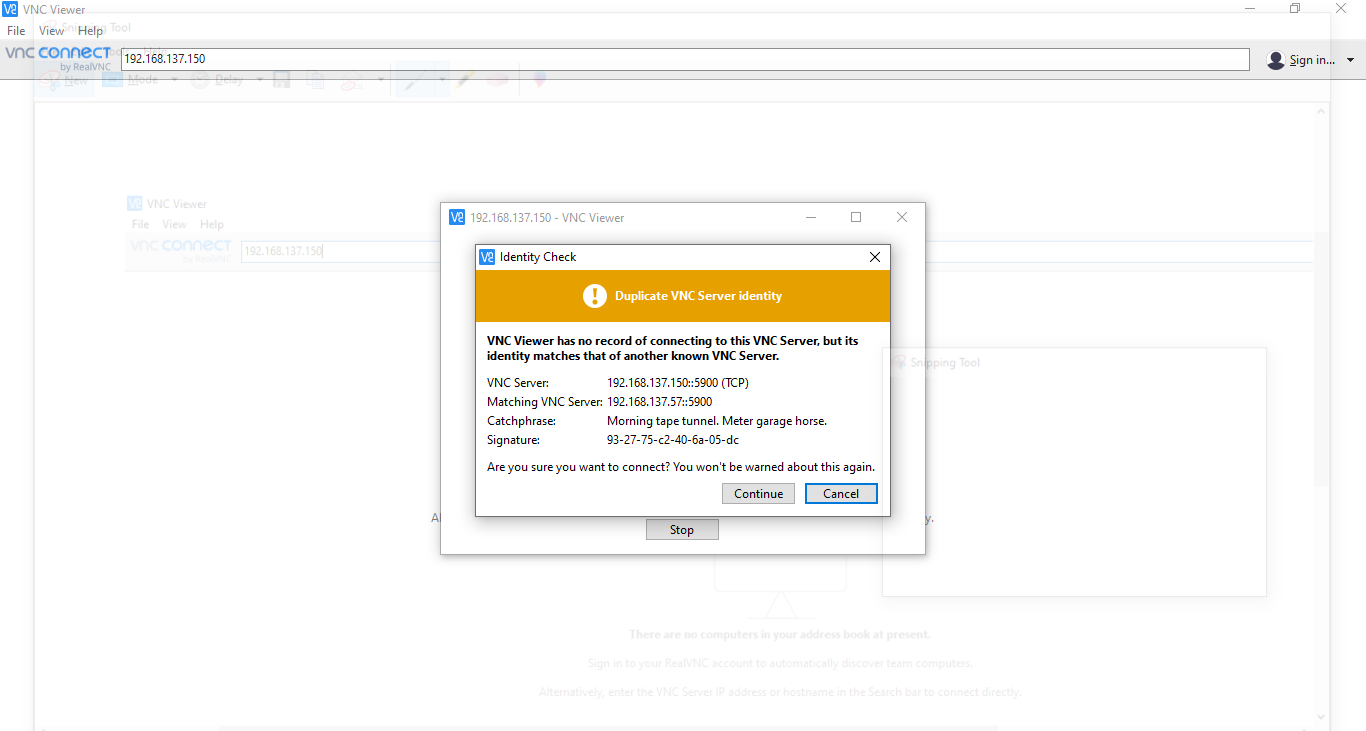 VNC Viewer
Snipping Tool
File View Help
vnc connect
by RealVNC
192.168.137.150
Sign in...
New Mode Delay
VNC Viewer
File View Help
vnc connect
by RealVNC
192.168.137.150
192.168.137.150 - VNC Viewer
Identity Check
Duplicate VNC Server identity
VNC Viewer has no record of connecting to this VNC Server, but its
identity matches that of another known VNC Server.
VNC Server: 192.168.137.150::5900 (TCP)
Matching VNC Server: 192.168.137.57::5900
Catchphrase: Morning tape tunnel. Meter garage horse.
Signature: 93-27-75-c2-40-6a-05-dc
Are you sure you want to connect? You won't be warned about this again.
Continue Cancel
Stop
Snipping Tool
There are no computers in your address book at present.
Sign in to your RealVNC account to automatically discover team computers.
Alternatively, enter the VNC Server IP address or hostname in the Search bar to connect directly.